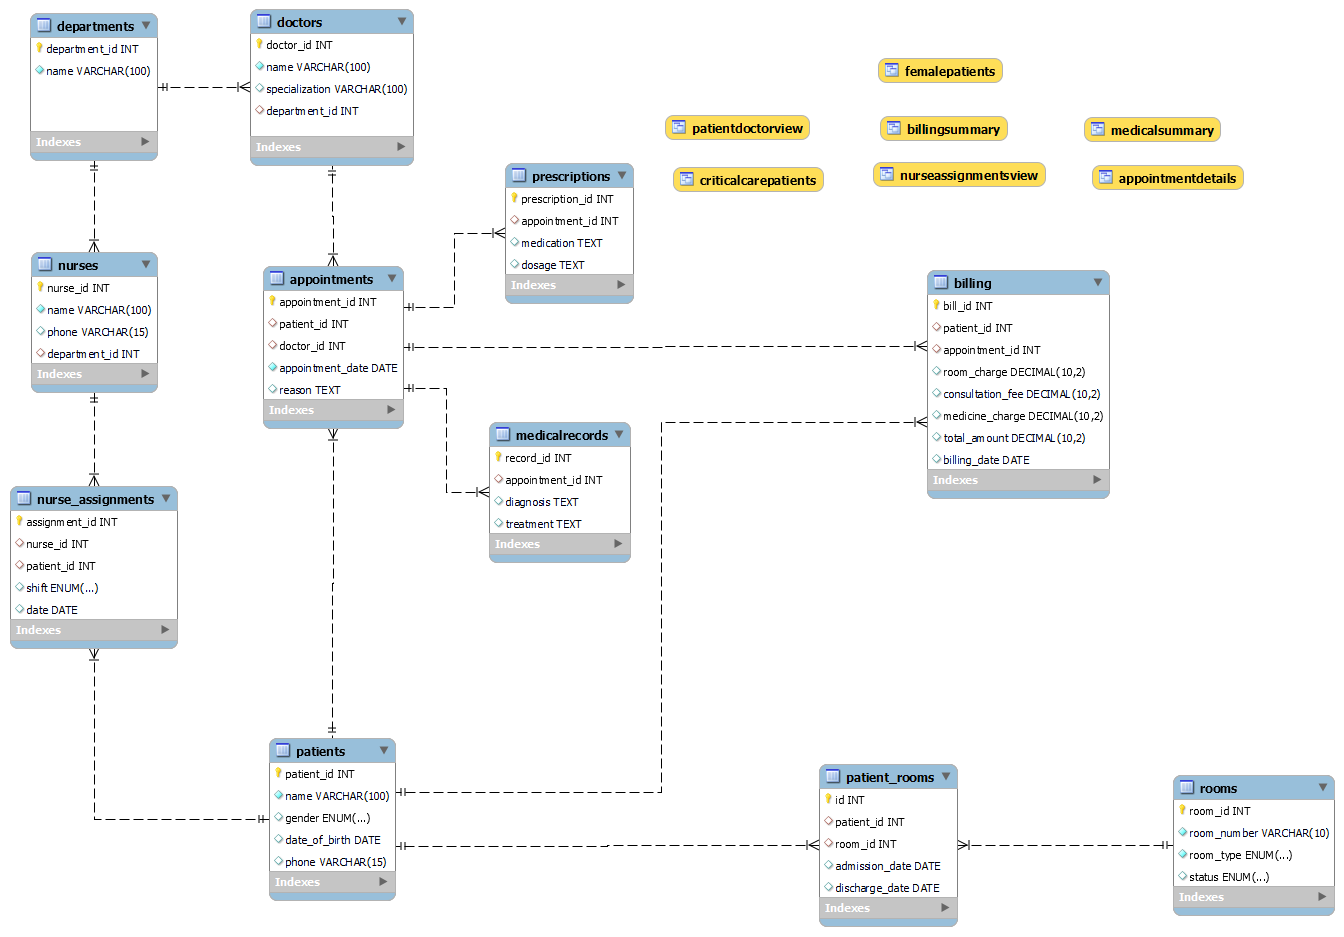 departments
department_id INT
name VARCHAR(100)
Indexes
doctors
doctor_id INT
name VARCHAR(100)
specialization VARCHAR(100)
department_id INT
Indexes
femalepatients
patientdoctorview
billingsummary
medicalsummary
criticalcarepatients
nurseassignmentsview
appointmentdetails
prescriptions
prescription_id INT
appointment_id INT
medication TEXT
dosage TEXT
Indexes
nurses
nurse_id INT
name VARCHAR(100)
phone VARCHAR(15)
department_id INT
Indexes
appointments
appointment_id INT
patient_id INT
doctor_id INT
appointment_date DATE
reason TEXT
Indexes
billing
bill_id INT
patient_id INT
appointment_id INT
room_charge DECIMAL(10,2)
consultation_fee DECIMAL(10,2)
medicine_charge DECIMAL(10,2)
total_amount DECIMAL(10,2)
billing_date DATE
Indexes
medicalrecords
record_id INT
appointment_id INT
diagnosis TEXT
treatment TEXT
Indexes
nurse_assignments
assignment_id INT
nurse_id INT
patient_id INT
shift ENUM(...)
date DATE
Indexes
patients
patient_id INT
name VARCHAR(100)
gender ENUM(...)
date_of_birth DATE
phone VARCHAR(15)
Indexes
patient_rooms
id INT
patient_id INT
room_id INT
admission_date DATE
discharge_date DATE
Indexes
rooms
room_id INT
room_number VARCHAR(10)
room_type ENUM(...)
status ENUM(...)
Indexes